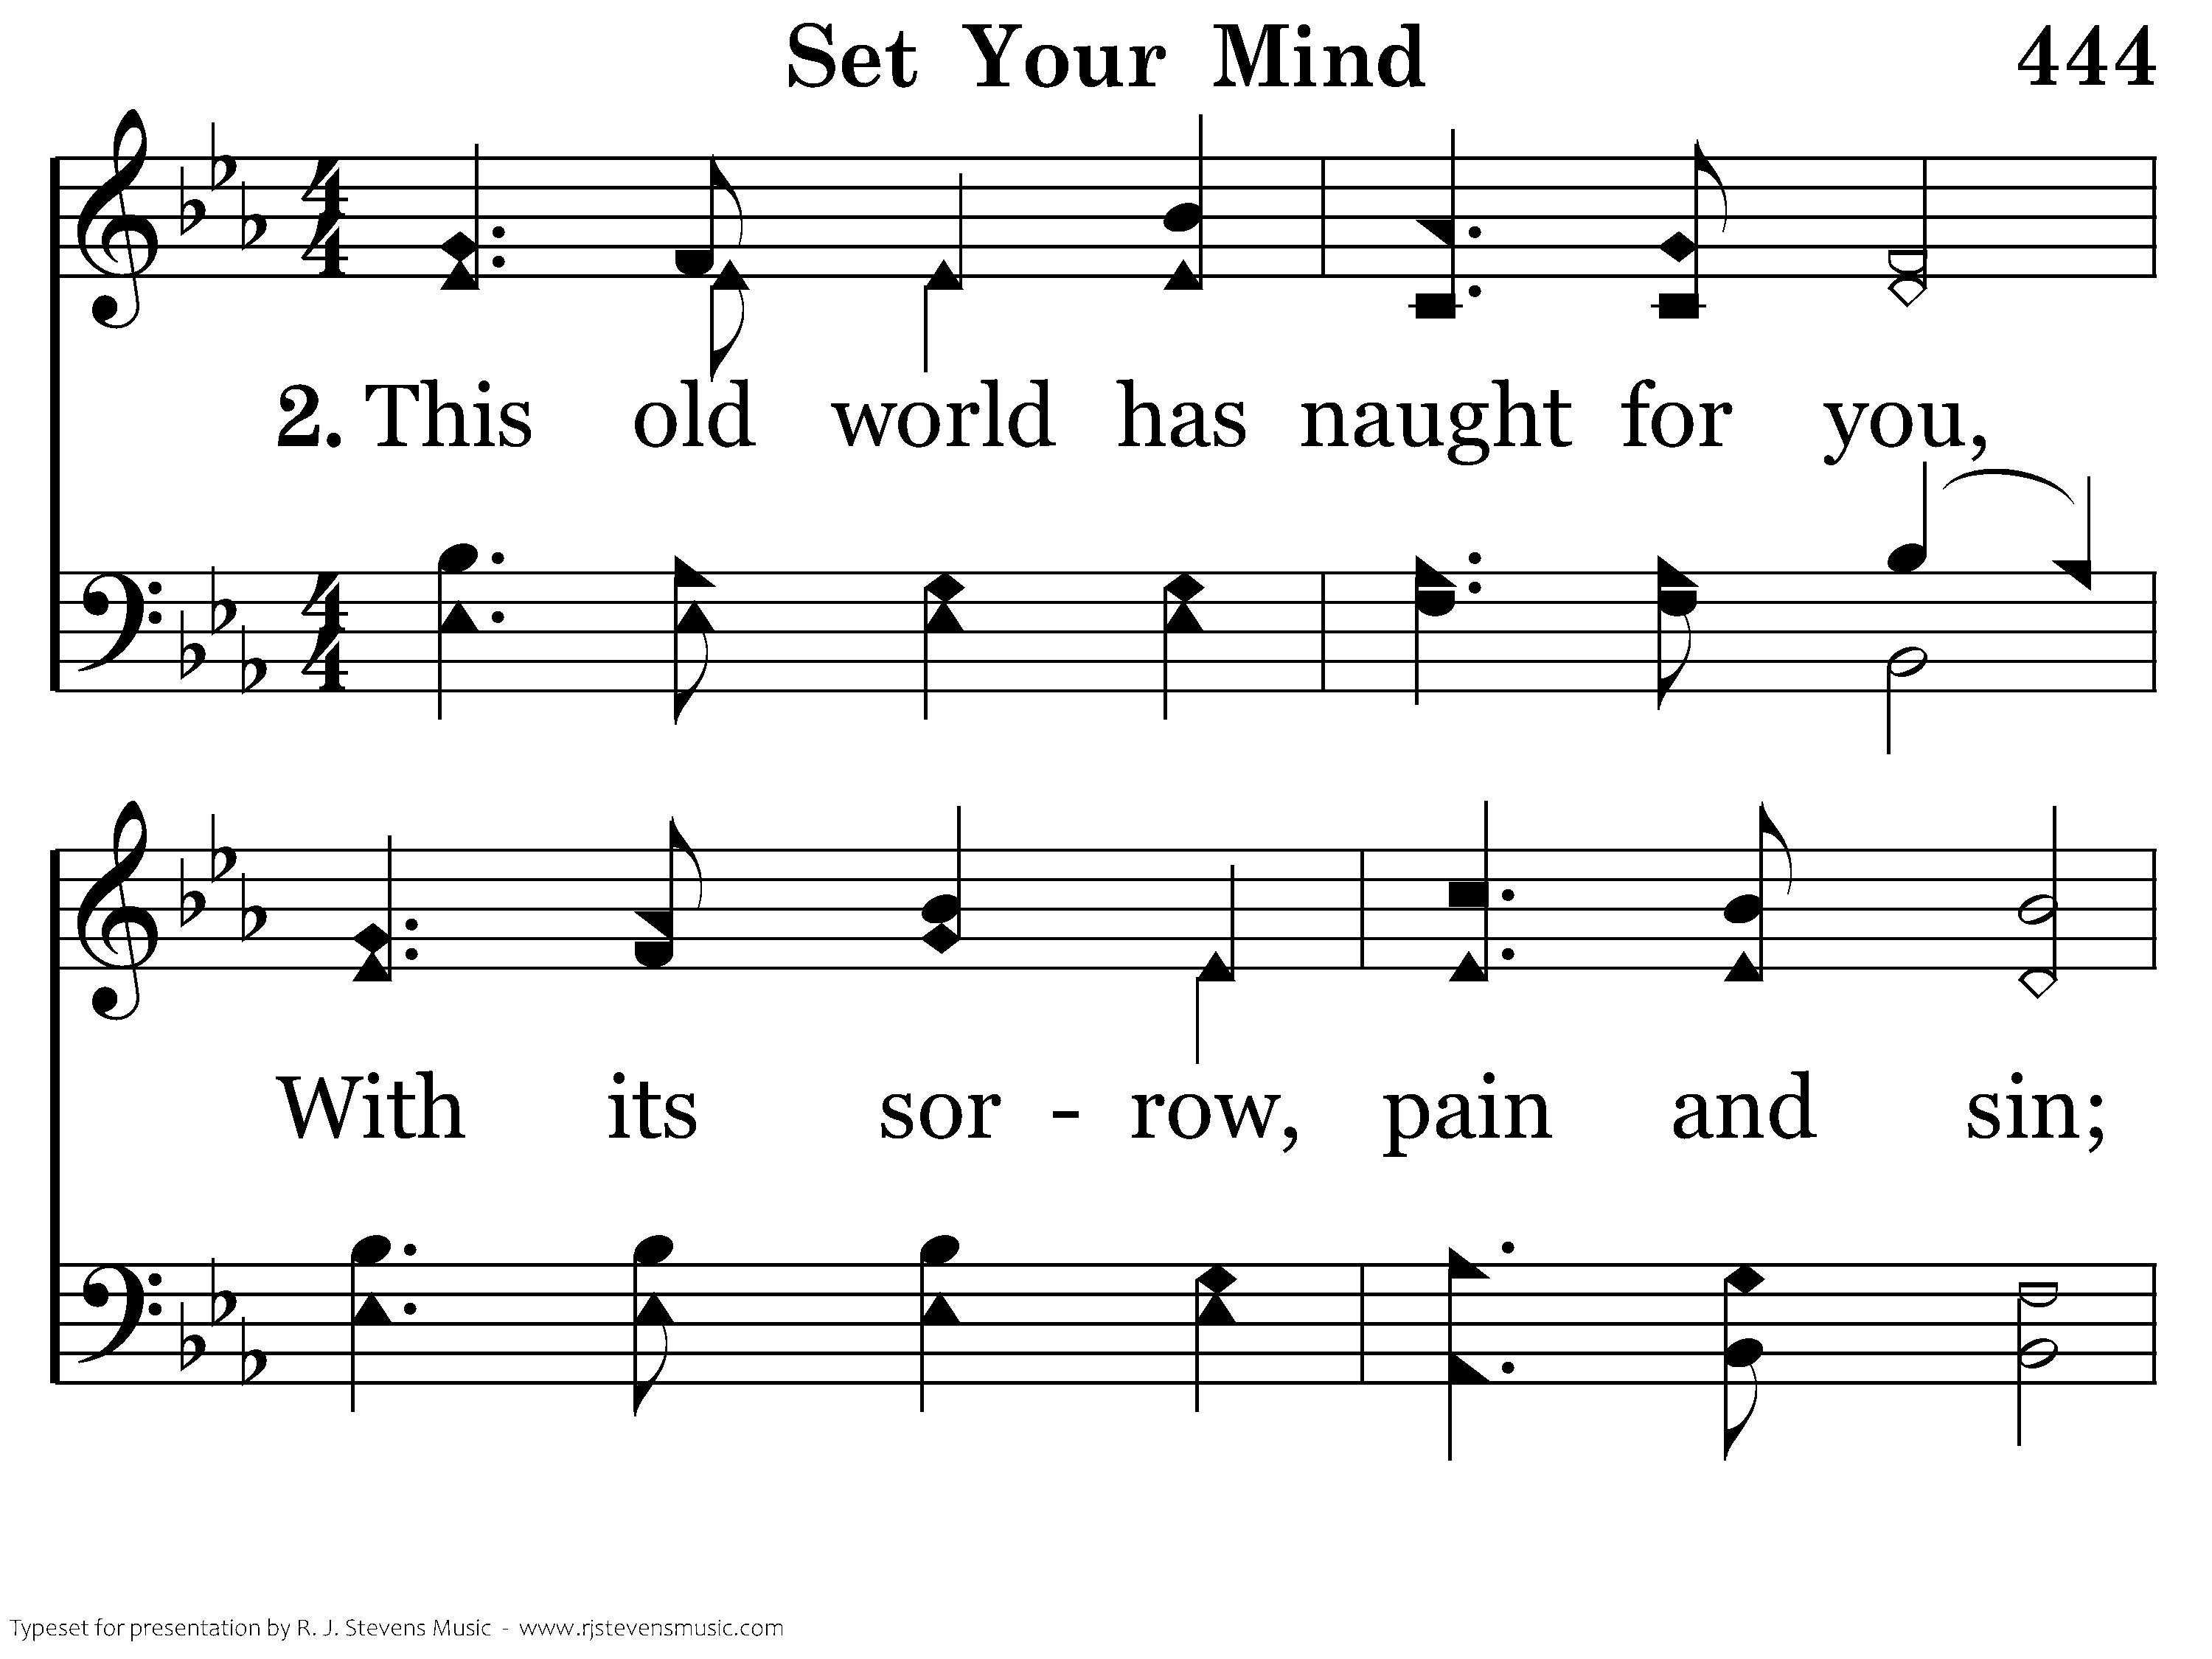 Set Your Mind 444
2. This old world has naught for you,
With its sor - row, pain and sin;
Typeset for presentation by R. J. Stevens Music - www.rjstevensmusic.com